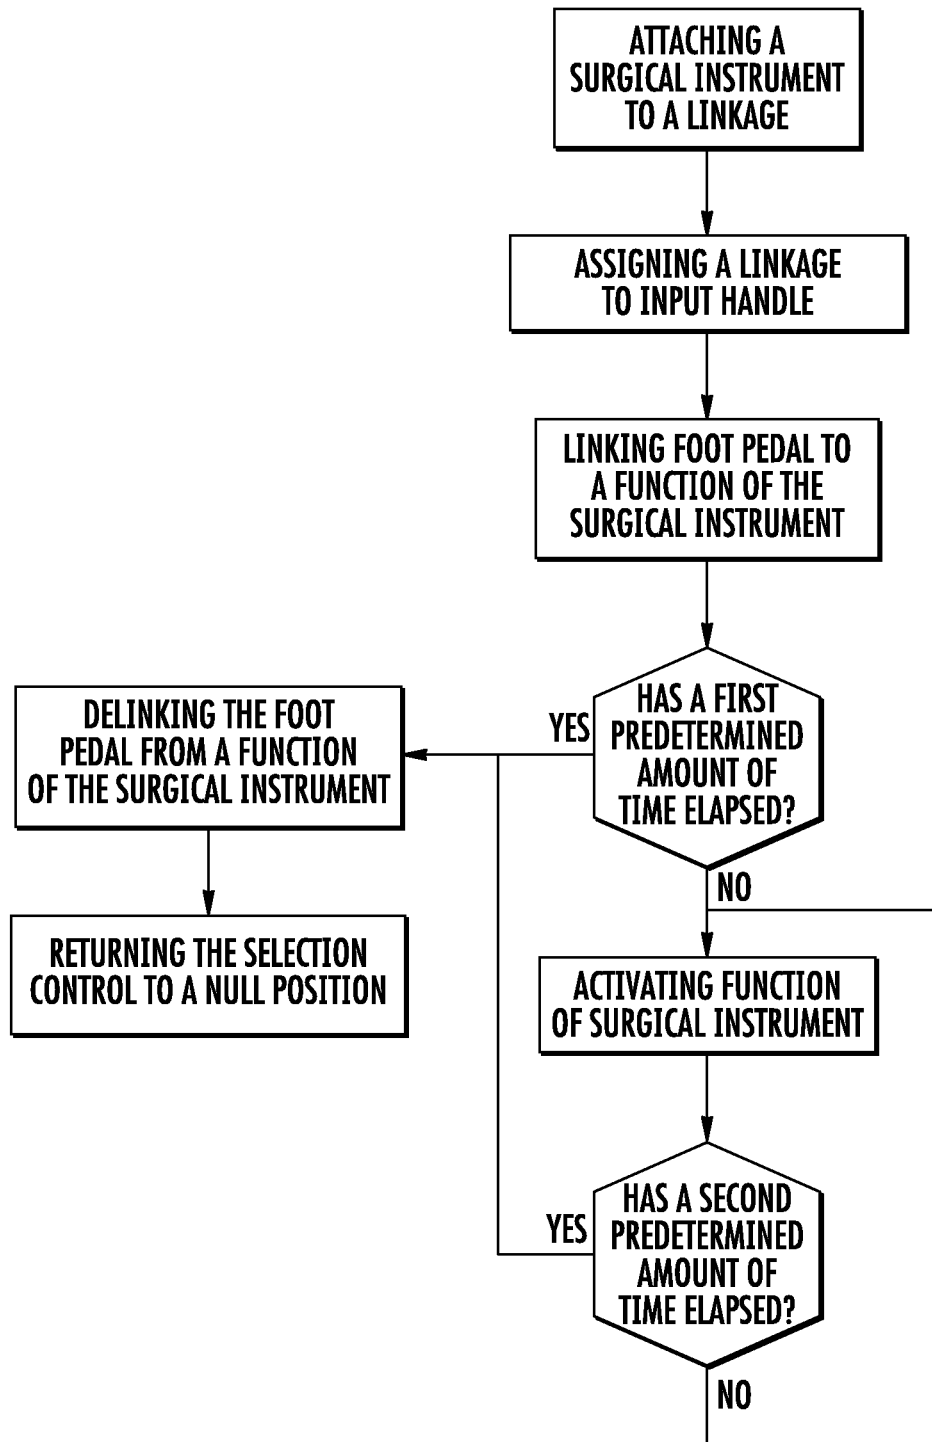 ATTACHING A
SURGICAL INSTRUMENT
TO A LINKAGE
ASSIGNING A LINKAGE
TO INPUT HANDLE
LINKING FOOT PEDAL TO
A FUNCTION OF THE
SURGICAL INSTRUMENT
HAS A FIRST
PREDETERMINED
AMOUNT OF
TIME ELAPSED?
YES
DELINKING THE FOOT
PEDAL FROM A FUNCTION
OF THE SURGICAL INSTRUMENT
RETURNING THE SELECTION
CONTROL TO A NULL POSITION
NO
ACTIVATING FUNCTION
OF SURGICAL INSTRUMENT
HAS A SECOND
PREDETERMINED
AMOUNT OF
TIME ELAPSED?
YES
NO